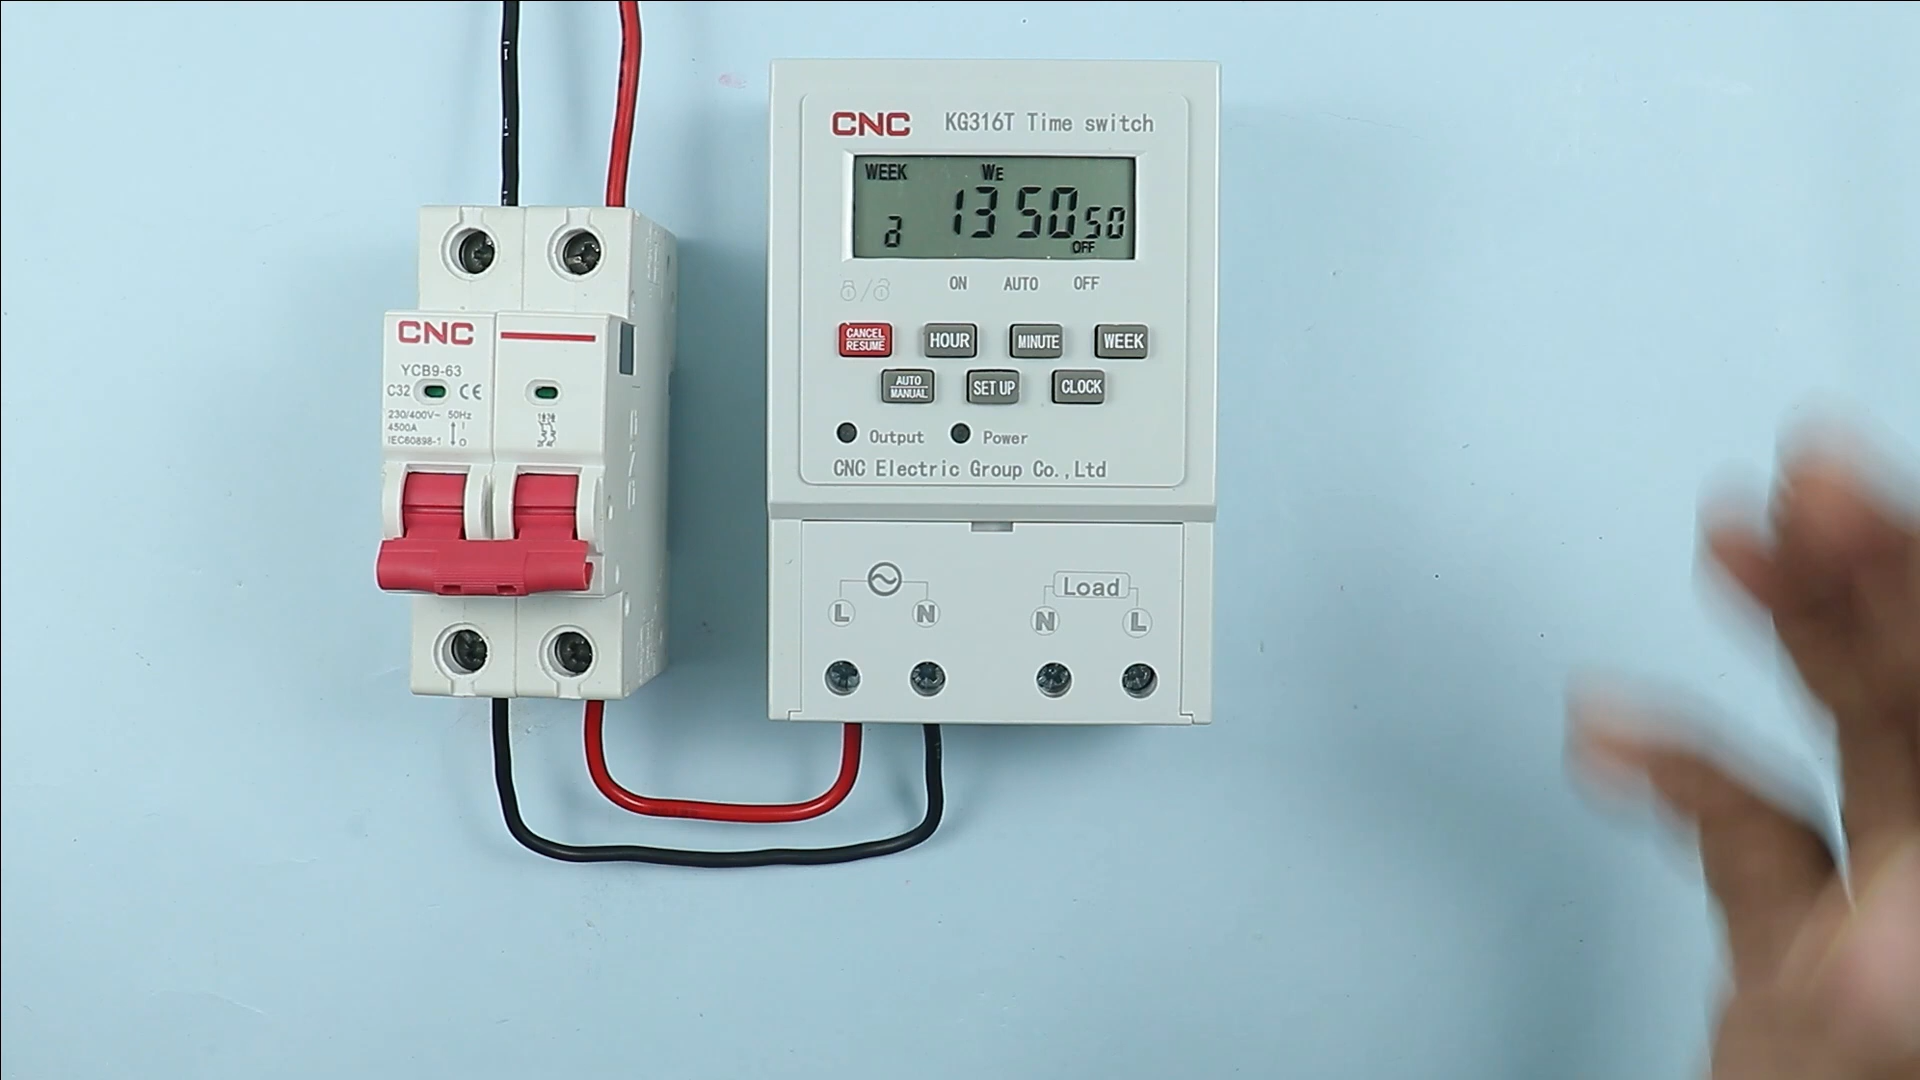 CNC
YCB9-63
C32 CE
230/400V~ 50Hz
4500A
IEC60898-1
I
O
CNC KG316T Time switch
WEEK WE
d 13 50 50
OFF
ON AUTO OFF
CANCEL RESUME HOUR MINUTE WEEK
AUTO MANUAL SET UP CLOCK
Output Power
CNC Electric Group Co.,Ltd
L N
Load
N L